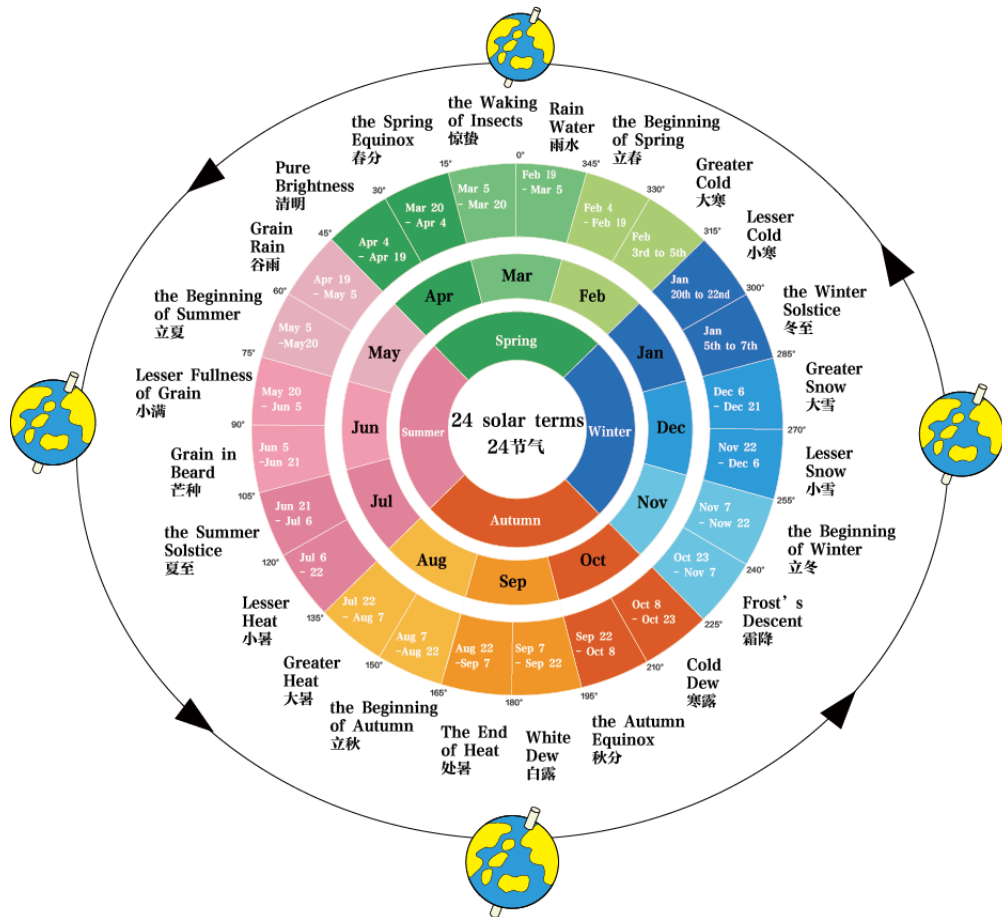 the Waking
of Insects
惊蛰
Rain
Water
雨水
the Beginning
of Spring
立春
Greater
Cold
大寒
Lesser
Cold
小寒
the Winter
Solstice
冬至
Greater
Snow
大雪
Lesser
Snow
小雪
the Beginning
of Winter
立冬
Frost's
Descent
霜降
Cold
Dew
寒露
the Autumn
Equinox
秋分
White
Dew
白露
The End
of Heat
处暑
the Beginning
of Autumn
立秋
Greater
Heat
大暑
Lesser
Heat
小暑
the Summer
Solstice
夏至
Grain in
Beard
芒种
Lesser Fullness
of Grain
小满
the Beginning
of Summer
立夏
Grain
Rain
谷雨
Pure
Brightness
清明
the Spring
Equinox
春分
0°
345°
330°
315°
300°
285°
270°
255°
240°
225°
210°
195°
180°
165°
150°
135°
120°
105°
90°
75°
60°
45°
30°
15°
Feb 19
- Mar 5
Feb 4
- Feb 19
Feb
3rd to 5th
Jan
20th to 22nd
Jan
5th to 7th
Dec 6
- Dec 21
Nov 22
- Dec 6
Nov 7
- Now 22
Oct 23
- Nov 7
Oct 8
- Oct 23
Sep 22
- Oct 8
Sep 7
- Sep 22
Aug 22
-Sep 7
Aug 7
-Aug 22
Jul 22
- Aug 7
Jul 6
- 22
Jun 21
- Jul 6
Jun 5
-Jun 21
May 20
- Jun 5
May 5
-May20
Apr 19
- May 5
Apr 4
- Apr 19
Mar 20
- Apr 4
Mar 5
- Mar 20
Mar
Feb
Jan
Dec
Nov
Oct
Sep
Aug
Jul
Jun
May
Apr
Spring
Winter
Autumn
Summer
24 solar terms
24节气